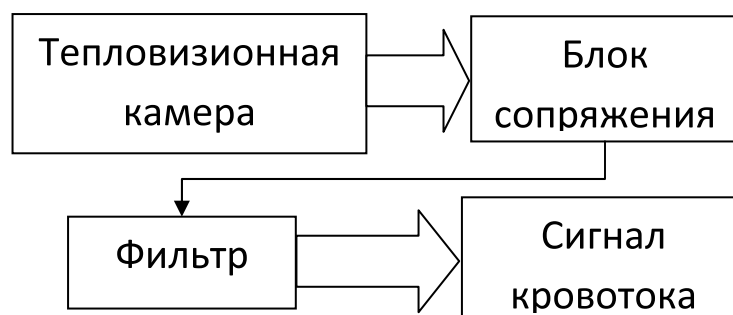 Тепловизионная
камера
Блок
сопряжения
Фильтр
Сигнал
кровотока